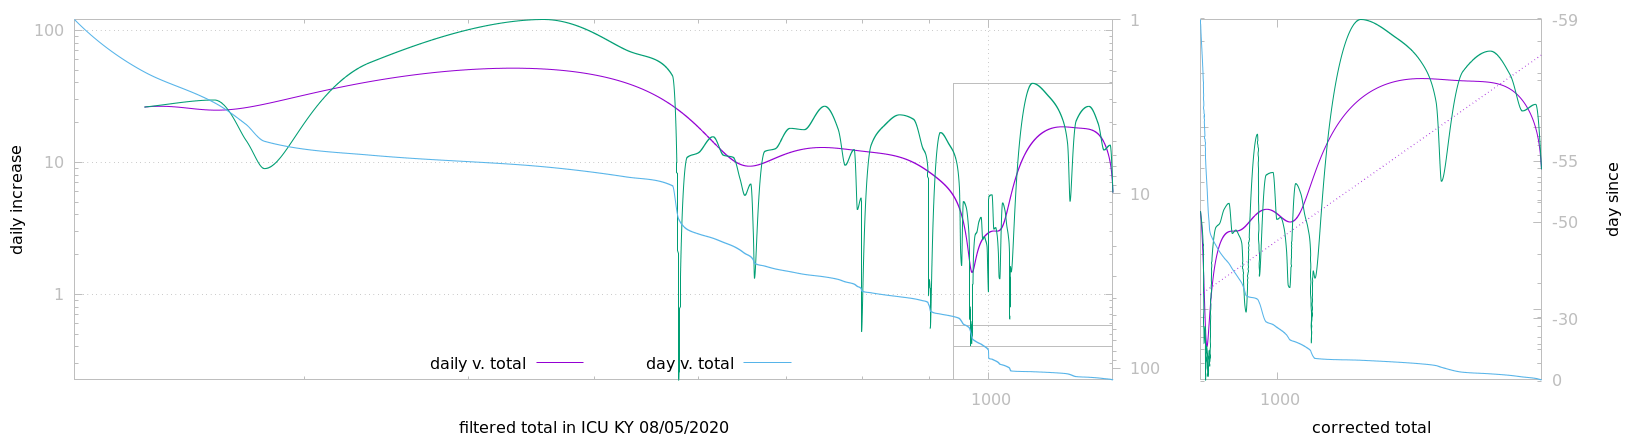 100
10
1
daily increase
daily v. total
day v. total
1
10
100
1000
filtered total in ICU KY 08/05/2020
-59
-55
-50
-30
0
day since
1000
corrected total